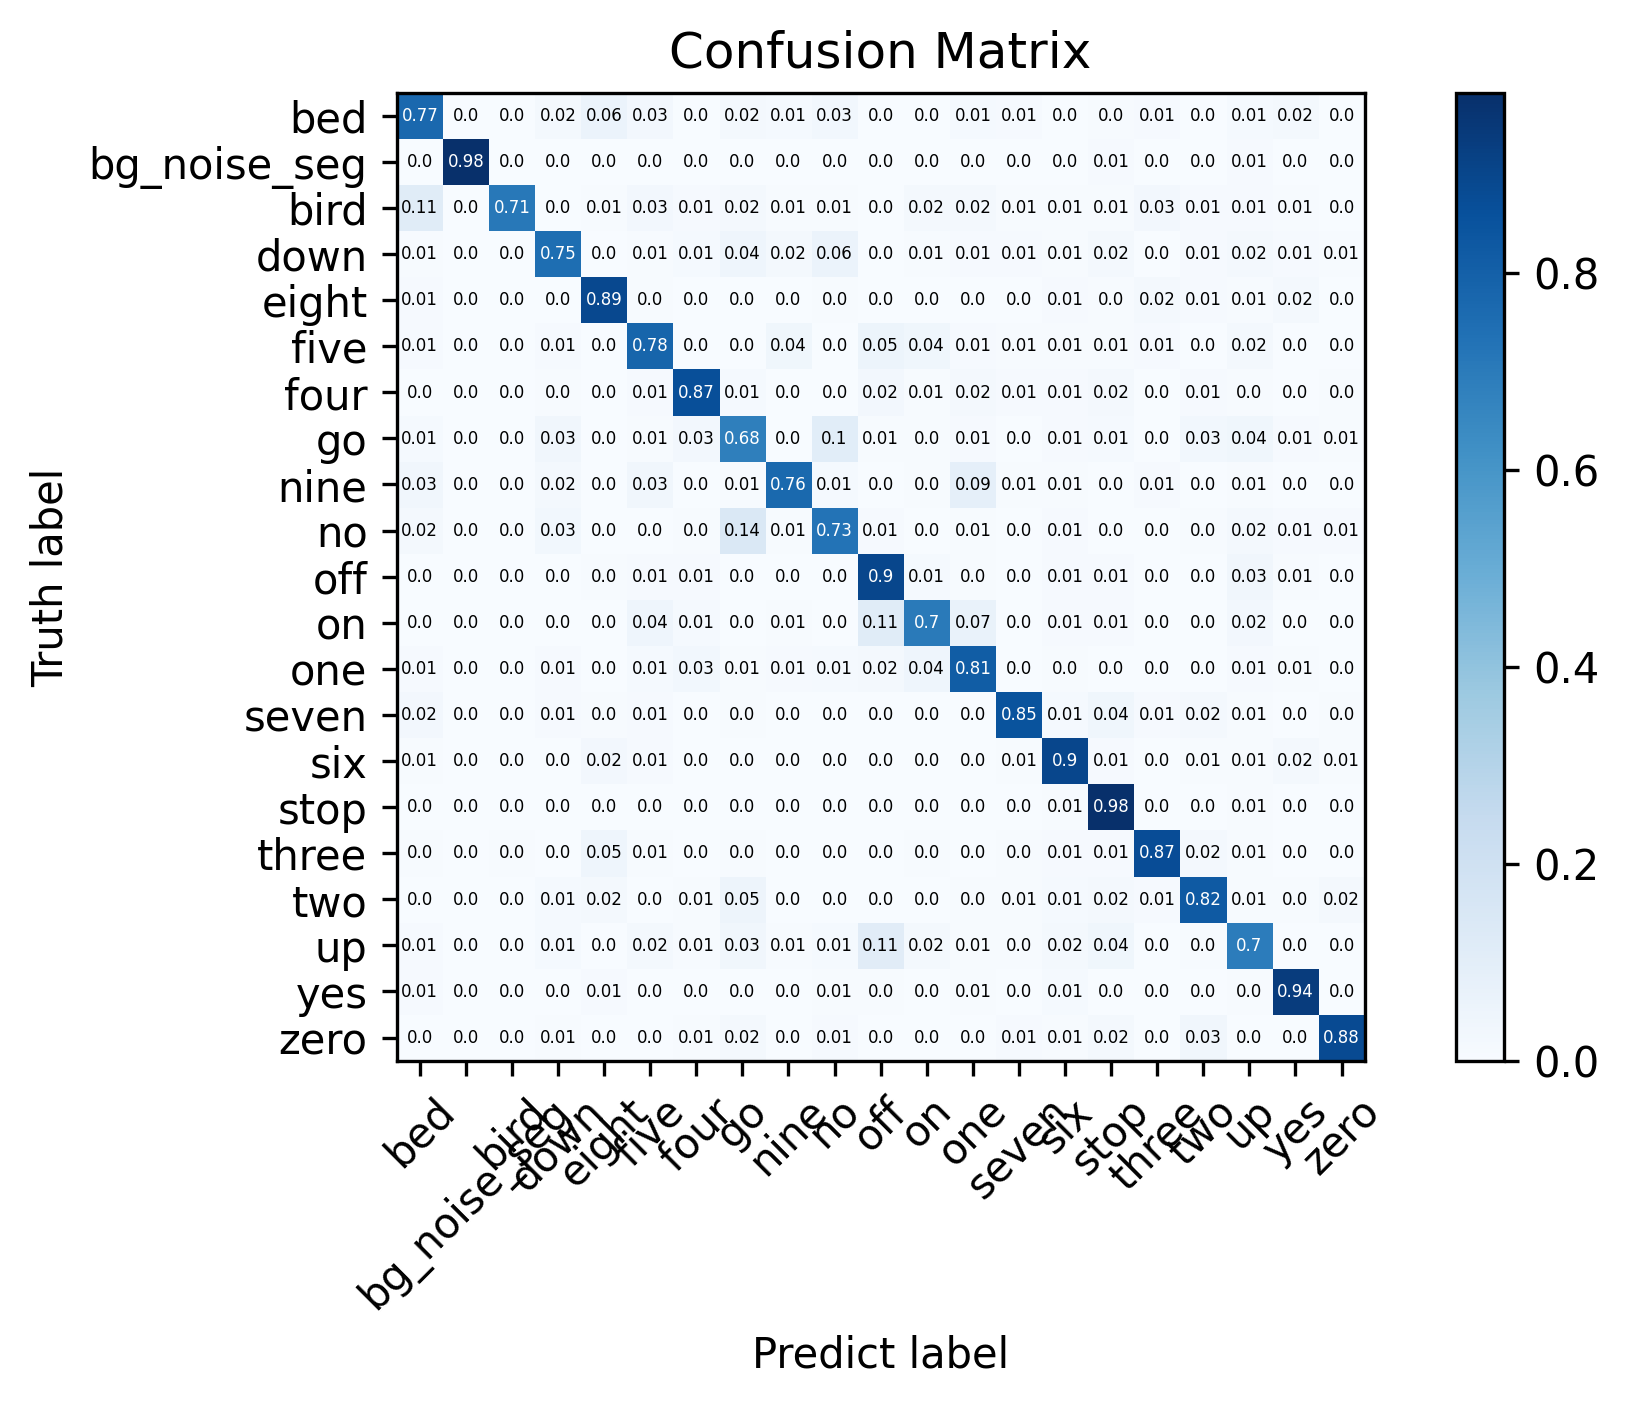 Confusion Matrix
bed 0.77 0.0 0.0 0.02 0.06 0.03 0.0 0.02 0.01 0.03 0.0 0.0 0.01 0.01 0.0 0.0 0.01 0.0 0.01 0.02 0.0
bg_noise_seg 0.0 0.98 0.0 0.0 0.0 0.0 0.0 0.0 0.0 0.0 0.0 0.0 0.0 0.0 0.0 0.01 0.0 0.0 0.01 0.0 0.0
bird 0.11 0.0 0.71 0.0 0.01 0.03 0.01 0.02 0.01 0.01 0.0 0.02 0.02 0.01 0.01 0.01 0.03 0.01 0.01 0.01 0.0
down 0.01 0.0 0.0 0.75 0.0 0.01 0.01 0.04 0.02 0.06 0.0 0.01 0.01 0.01 0.01 0.02 0.0 0.01 0.02 0.01 0.01
eight 0.01 0.0 0.0 0.0 0.89 0.0 0.0 0.0 0.0 0.0 0.0 0.0 0.0 0.0 0.01 0.0 0.02 0.01 0.01 0.02 0.0
five 0.01 0.0 0.0 0.01 0.0 0.78 0.0 0.0 0.04 0.0 0.05 0.04 0.01 0.01 0.01 0.01 0.01 0.0 0.02 0.0 0.0
four 0.0 0.0 0.0 0.0 0.0 0.01 0.87 0.01 0.0 0.0 0.02 0.01 0.02 0.01 0.01 0.02 0.0 0.01 0.0 0.0 0.0
go 0.01 0.0 0.0 0.03 0.0 0.01 0.03 0.68 0.0 0.1 0.01 0.0 0.01 0.0 0.01 0.01 0.0 0.03 0.04 0.01 0.01
nine 0.03 0.0 0.0 0.02 0.0 0.03 0.0 0.01 0.76 0.01 0.0 0.0 0.09 0.01 0.01 0.0 0.01 0.0 0.01 0.0 0.0
no 0.02 0.0 0.0 0.03 0.0 0.0 0.0 0.14 0.01 0.73 0.01 0.0 0.01 0.0 0.01 0.0 0.0 0.0 0.02 0.01 0.01
off 0.0 0.0 0.0 0.0 0.0 0.01 0.01 0.0 0.0 0.0 0.9 0.01 0.0 0.0 0.01 0.01 0.0 0.0 0.03 0.01 0.0
on 0.0 0.0 0.0 0.0 0.0 0.04 0.01 0.0 0.01 0.0 0.11 0.7 0.07 0.0 0.01 0.01 0.0 0.0 0.02 0.0 0.0
one 0.01 0.0 0.0 0.01 0.0 0.01 0.03 0.01 0.01 0.01 0.02 0.04 0.81 0.0 0.0 0.0 0.0 0.0 0.01 0.01 0.0
seven 0.02 0.0 0.0 0.01 0.0 0.01 0.0 0.0 0.0 0.0 0.0 0.0 0.0 0.85 0.01 0.04 0.01 0.02 0.01 0.0 0.0
six 0.01 0.0 0.0 0.0 0.02 0.01 0.0 0.0 0.0 0.0 0.0 0.0 0.0 0.01 0.9 0.01 0.0 0.01 0.01 0.02 0.01
stop 0.0 0.0 0.0 0.0 0.0 0.0 0.0 0.0 0.0 0.0 0.0 0.0 0.0 0.0 0.01 0.98 0.0 0.0 0.01 0.0 0.0
three 0.0 0.0 0.0 0.0 0.05 0.01 0.0 0.0 0.0 0.0 0.0 0.0 0.0 0.0 0.01 0.01 0.87 0.02 0.01 0.0 0.0
two 0.0 0.0 0.0 0.01 0.02 0.0 0.01 0.05 0.0 0.0 0.0 0.0 0.0 0.01 0.01 0.02 0.01 0.82 0.01 0.0 0.02
up 0.01 0.0 0.0 0.01 0.0 0.02 0.01 0.03 0.01 0.01 0.11 0.02 0.01 0.0 0.02 0.04 0.0 0.0 0.7 0.0 0.0
yes 0.01 0.0 0.0 0.0 0.01 0.0 0.0 0.0 0.0 0.01 0.0 0.0 0.01 0.0 0.01 0.0 0.0 0.0 0.0 0.94 0.0
zero 0.0 0.0 0.0 0.01 0.0 0.0 0.01 0.02 0.0 0.01 0.0 0.0 0.0 0.01 0.01 0.02 0.0 0.03 0.0 0.0 0.88
Truth label
bed bg_noise_seg bird down eight five four go nine no off on one seven six stop three two up yes zero
Predict label
0.8
0.6
0.4
0.2
0.0